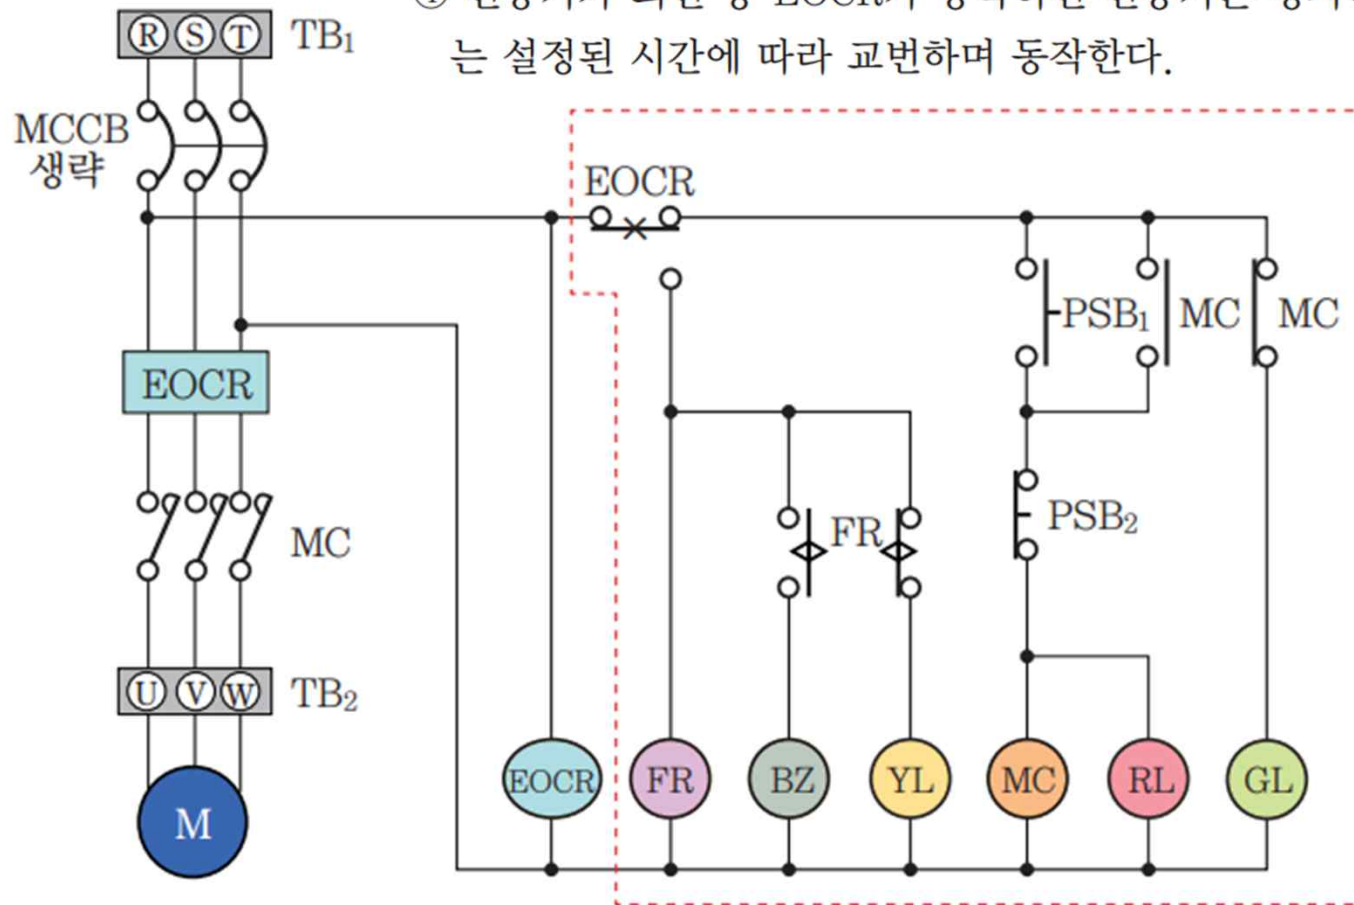 는 설정된 시간에 따라 교번하며 동작한다.
R S T TB₁
MCCB
생략
EOCR
PSB₁ MC MC
EOCR
PSB₂
FR
MC
U V W TB₂
EOCR FR BZ YL MC RL GL
M